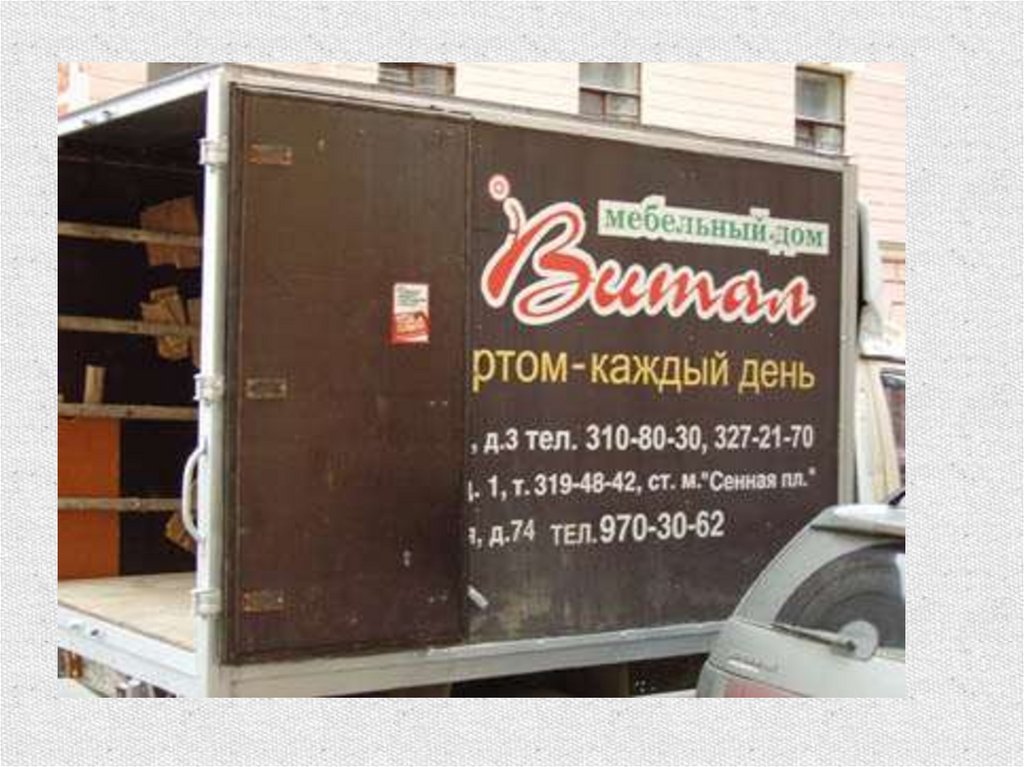 мебельный дом
Витал
ртом-каждый день
, д.3 тел. 310-80-30, 327-21-70
. 1, т. 319-48-42, ст. м."Сенная пл."
, д.74 ТЕЛ. 970-30-62